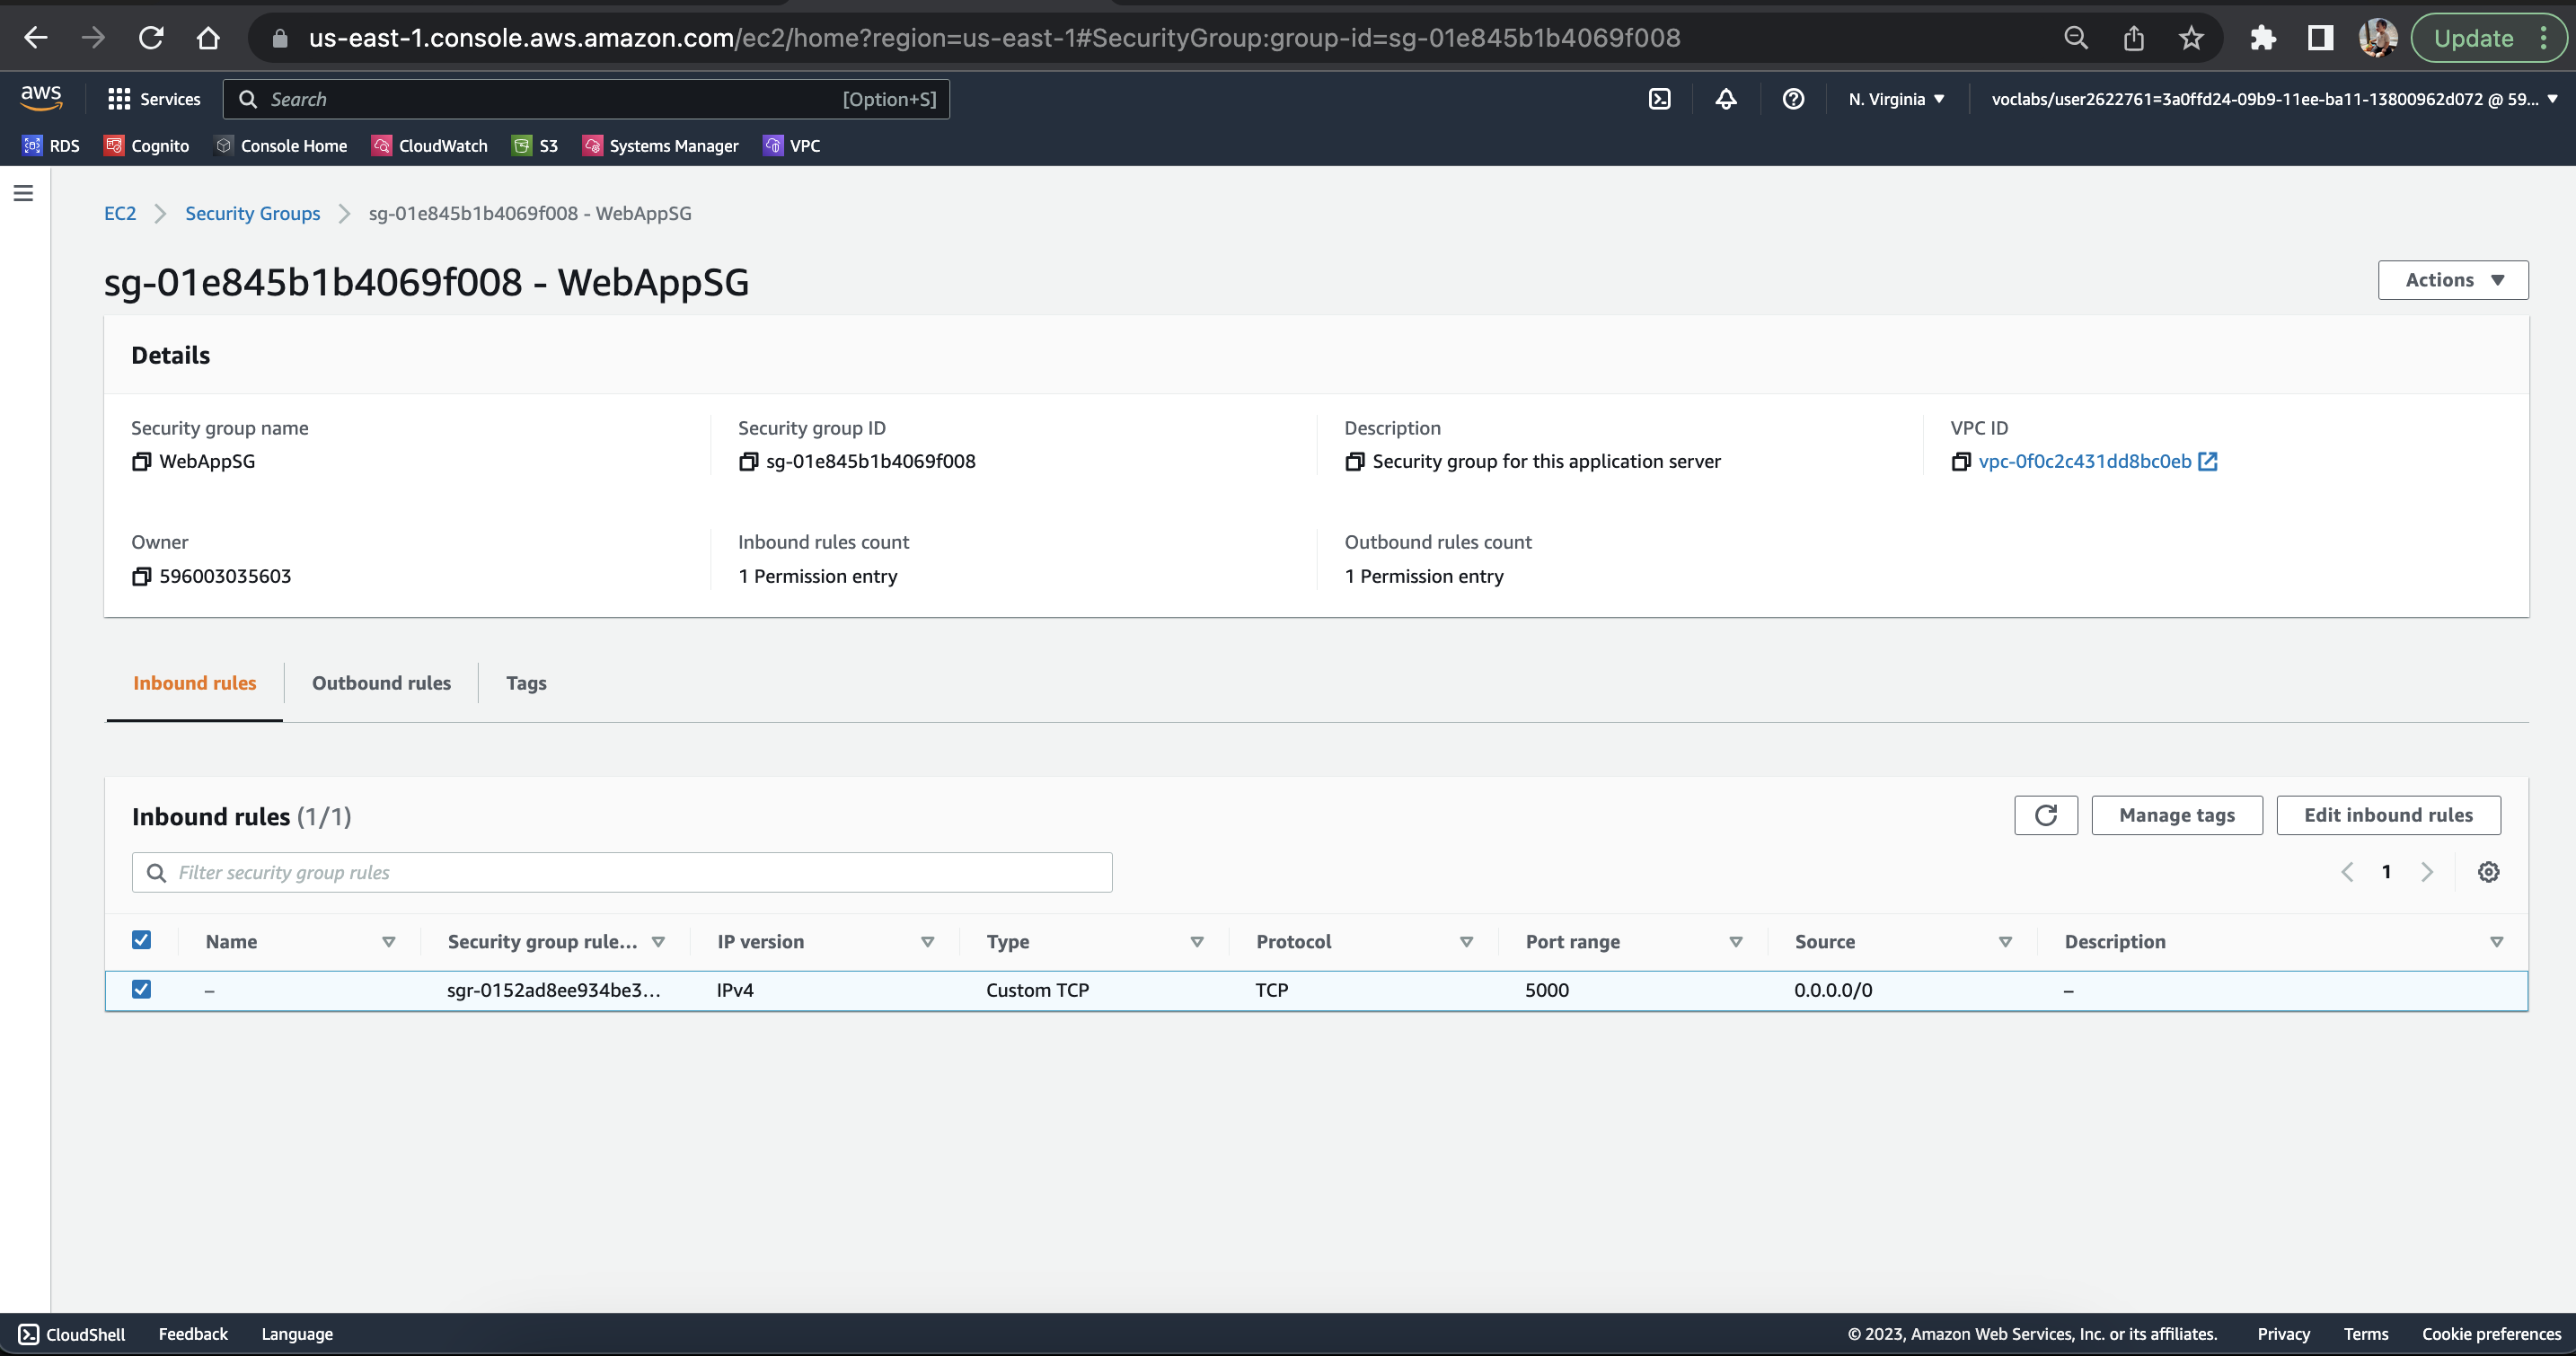 us-east-1.console.aws.amazon.com/ec2/home?region=us-east-1#SecurityGroup:group-id=sg-01e845b1b4069f008
Update
aws
Services
Search
[Option+S]
N. Virginia
voclabs/user2622761=3a0ffd24-09b9-11ee-ba11-13800962d072 @ 59...
RDS
Cognito
Console Home
CloudWatch
S3
Systems Manager
VPC
EC2
Security Groups
sg-01e845b1b4069f008 - WebAppSG
sg-01e845b1b4069f008 - WebAppSG
Actions
Details
Security group name
WebAppSG
Security group ID
sg-01e845b1b4069f008
Description
Security group for this application server
VPC ID
vpc-0f0c2c431dd8bc0eb
Owner
596003035603
Inbound rules count
1 Permission entry
Outbound rules count
1 Permission entry
Inbound rules
Outbound rules
Tags
Inbound rules (1/1)
Manage tags
Edit inbound rules
Filter security group rules
1
Name
Security group rule...
IP version
Type
Protocol
Port range
Source
Description
–
sgr-0152ad8ee934be3...
IPv4
Custom TCP
TCP
5000
0.0.0.0/0
–
CloudShell
Feedback
Language
© 2023, Amazon Web Services, Inc. or its affiliates.
Privacy
Terms
Cookie preferences